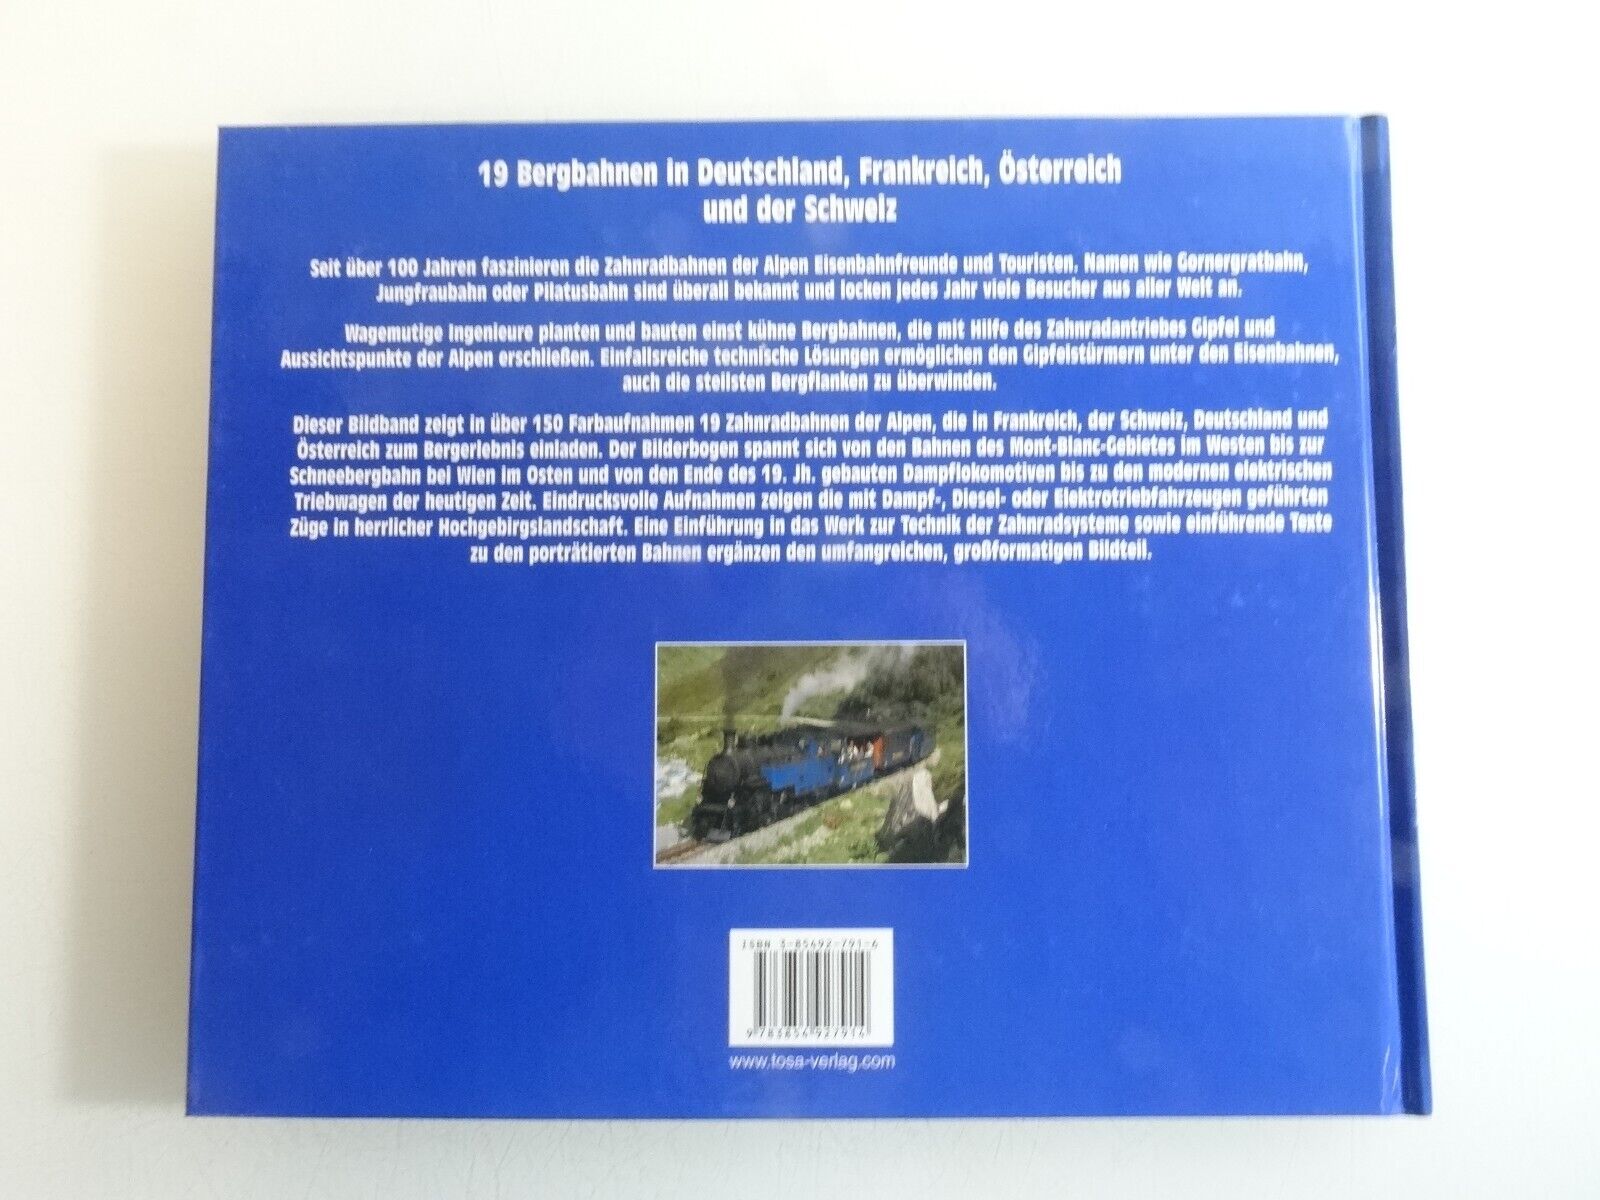 19 Bergbahnen in Deutschland, Frankreich, Österreich
und der Schweiz
Seit über 100 Jahren faszinieren die Zahnradbahnen der Alpen Eisenbahnfreunde und Touristen. Namen wie Gornergratbahn,
Jungfraubahn oder Pilatusbahn sind überall bekannt und locken jedes Jahr viele Besucher aus aller Welt an.
Wagemutige Ingenieure planten und bauten einst kühne Bergbahnen, die mit Hilfe des Zahnradantriebes Gipfel und
Aussichtspunkte der Alpen erschließen. Einfallsreiche technische Lösungen ermöglichen den Gipfelstürmern unter den Eisenbahnen,
auch die steilsten Bergflanken zu überwinden.
Dieser Bildband zeigt in über 150 Farbaufnahmen 19 Zahnradbahnen der Alpen, die in Frankreich, der Schweiz, Deutschland und
Österreich zum Bergerlebnis einladen. Der Bilderbogen spannt sich von den Bahnen des Mont-Blanc-Gebietes im Westen bis zur
Schneebergbahn bei Wien im Osten und von den Ende des 19. Jh. gebauten Dampflokomotiven bis zu den modernen elektrischen
Triebwagen der heutigen Zeit. Eindrucksvolle Aufnahmen zeigen die mit Dampf-, Diesel- oder Elektrotriebfahrzeugen geführten
Züge in herrlicher Hochgebirgslandschaft. Eine Einführung in das Werk zur Technik der Zahnradsysteme sowie einführende Texte
zu den porträtierten Bahnen ergänzen den umfangreichen, großformatigen Bildteil.
ISBN 3-85492-791-6
9 783854 927914
www.tosa-verlag.com